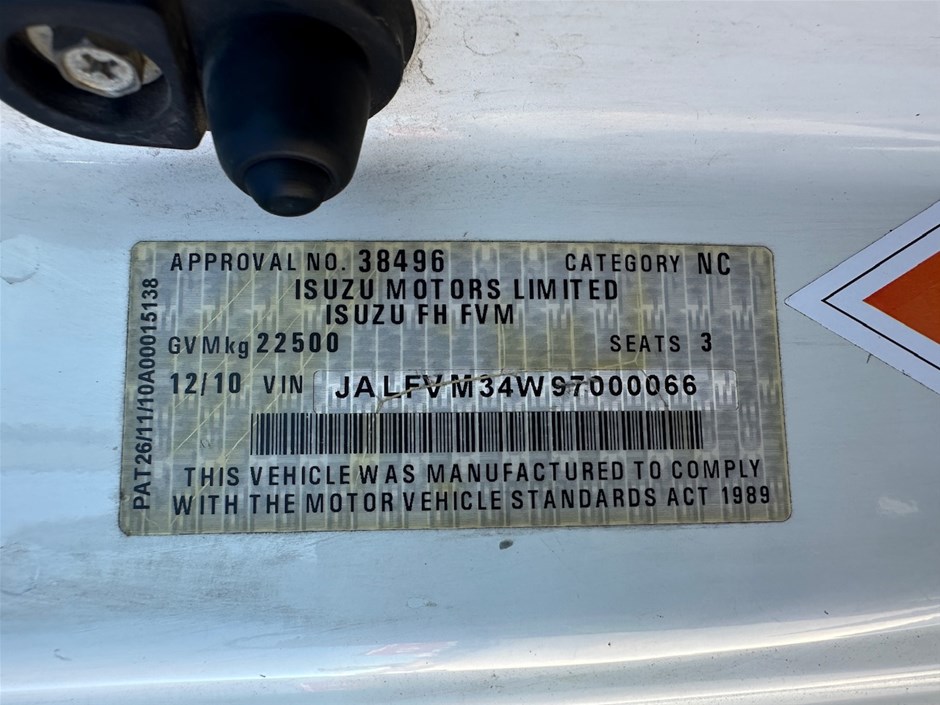 APPROVAL NO. 38496 CATEGORY NC
ISUZU MOTORS LIMITED
ISUZU FH FVM
GVMkg 22500 SEATS 3
12/10 VIN JALFVM34W97000066
THIS VEHICLE WAS MANUFACTURED TO COMPLY
WITH THE MOTOR VEHICLE STANDARDS ACT 1989
PAT26/11/10A00015138